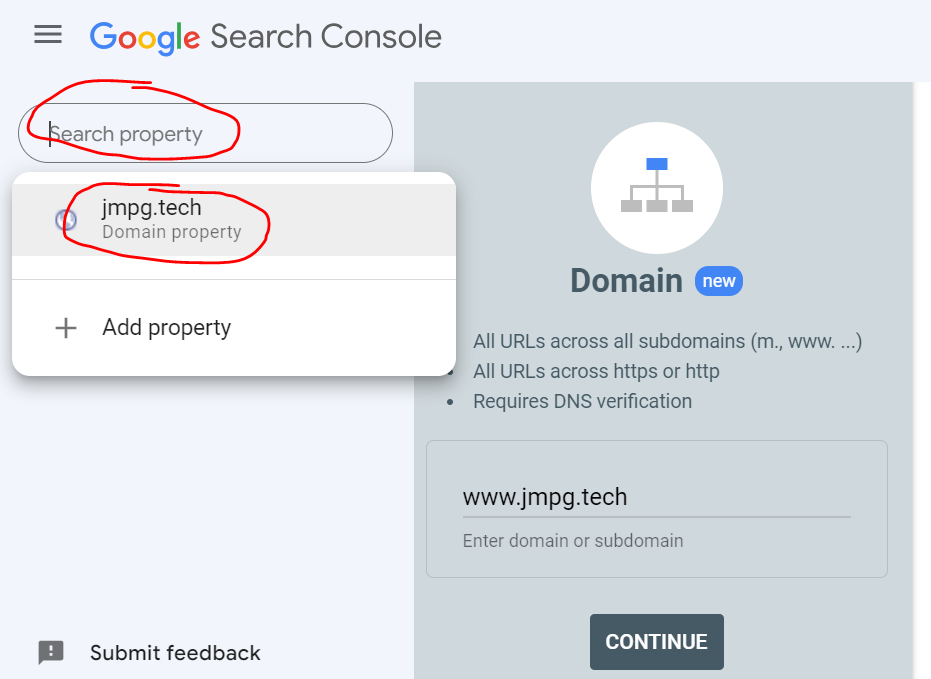 Google Search Console
Search property
jmpg.tech
Domain property
Add property
Submit feedback
Domain new
All URLs across all subdomains (m., www. ...)
All URLs across https or http
Requires DNS verification
www.jmpg.tech
Enter domain or subdomain
CONTINUE